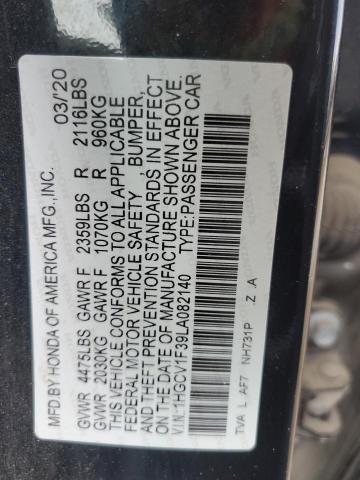 MFD.BY HONDA OF AMERICA MFG.,INC. 03/20
GVWR 4475LBS GAWR F 2359LBS R 2116LBS
GVWR 2030KG GAWR F 1070KG R 960KG
THIS VEHICLE CONFORMS TO ALL APPLICABLE
FEDERAL MOTOR VEHICLE SAFETY BUMPER,
AND THEFT PREVENTION STANDARDS IN EFFECT
ON THE DATE OF MANUFACTURE SHOWN ABOVE.
V.I.N.:1HGCV1F39LA082140 TYPE:PASSENGER CAR
TVA L AF7 NH731P .Z .A